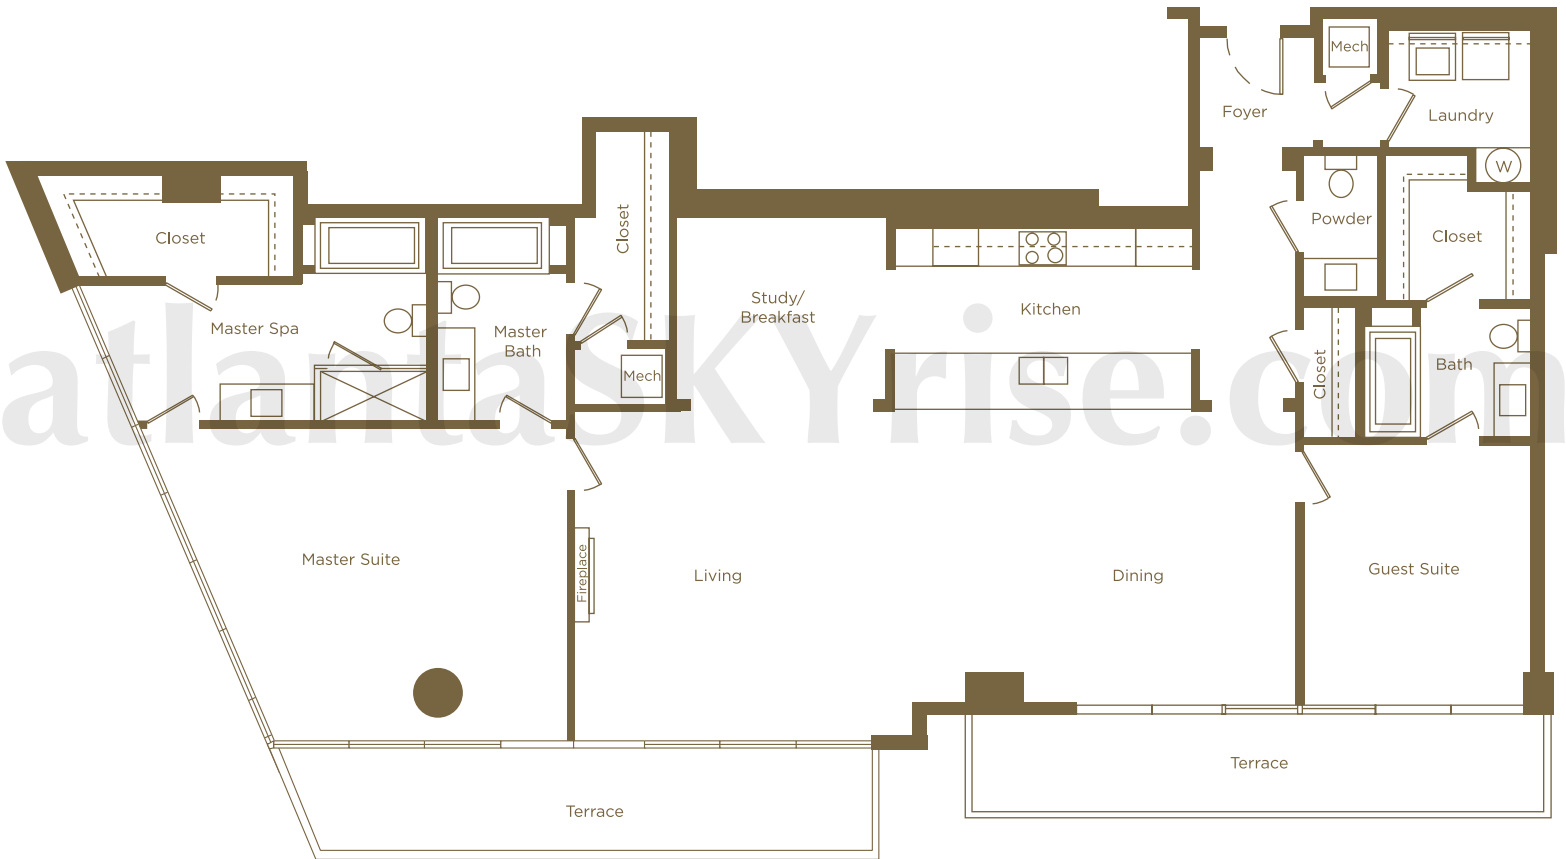 Mech
Foyer
Laundry
W
Powder
Closet
Closet
Closet
Study/
Breakfast
Kitchen
Master Spa
Master
Bath
Mech
Closet
Bath
atlantaSKYrise.com
Master Suite
Fireplace
Living
Dining
Guest Suite
Terrace
Terrace